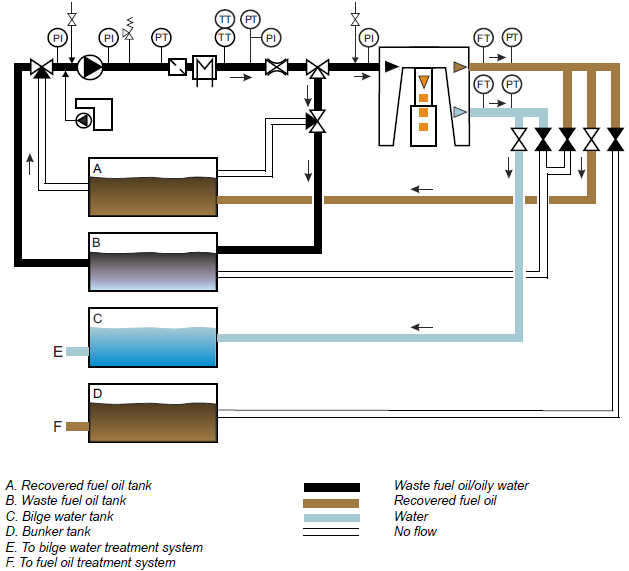 TT PT
PI PI PT TT PI PI FT PT
FT PT
A
B
C
E
D
F
A. Recovered fuel oil tank
B. Waste fuel oil tank
C. Bilge water tank
D. Bunker tank
E. To bilge water treatment system
F. To fuel oil treatment system
Waste fuel oil/oily water
Recovered fuel oil
Water
No flow